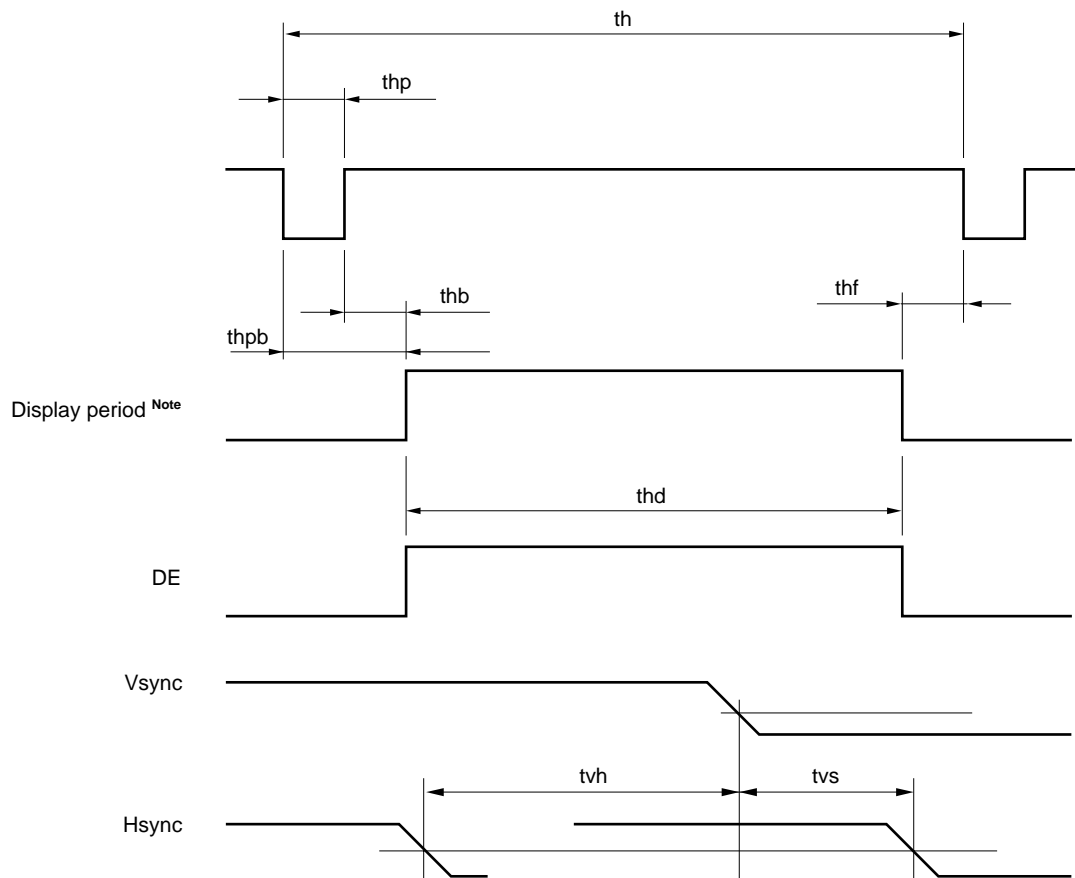 th
thp
thb
thf
thpb
Display period Note
thd
DE
Vsync
tvh
tvs
Hsync